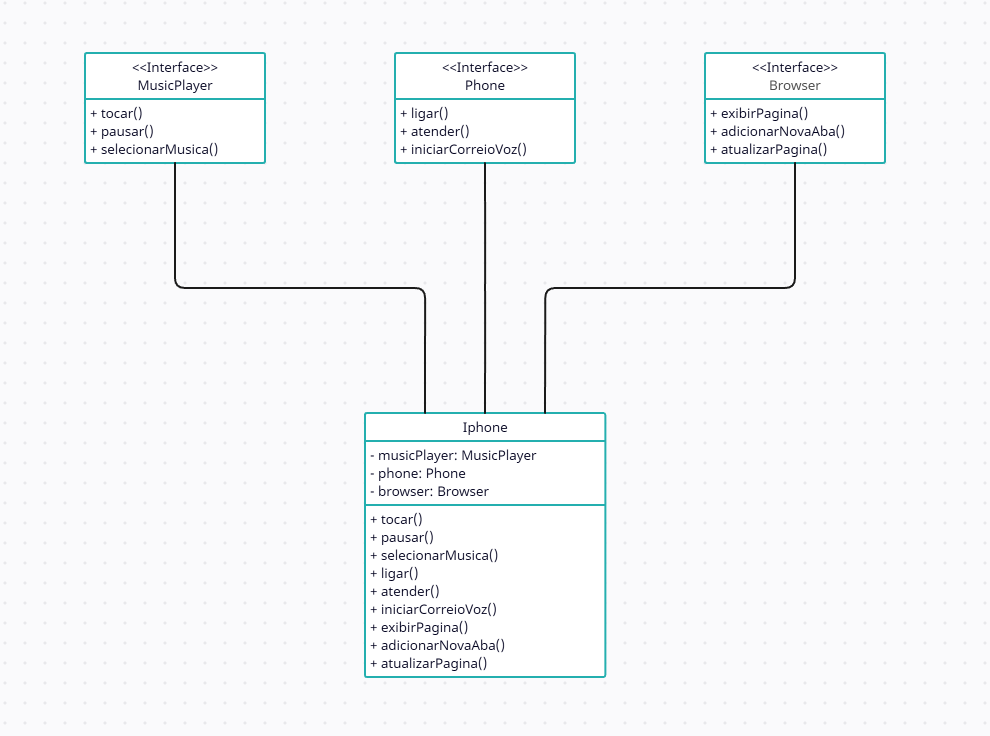 <<Interface>>
MusicPlayer
+ tocar()
+ pausar()
+ selecionarMusica()
<<Interface>>
Phone
+ ligar()
+ atender()
+ iniciarCorreioVoz()
<<Interface>>
Browser
+ exibirPagina()
+ adicionarNovaAba()
+ atualizarPagina()
Iphone
- musicPlayer: MusicPlayer
- phone: Phone
- browser: Browser
+ tocar()
+ pausar()
+ selecionarMusica()
+ ligar()
+ atender()
+ iniciarCorreioVoz()
+ exibirPagina()
+ adicionarNovaAba()
+ atualizarPagina()